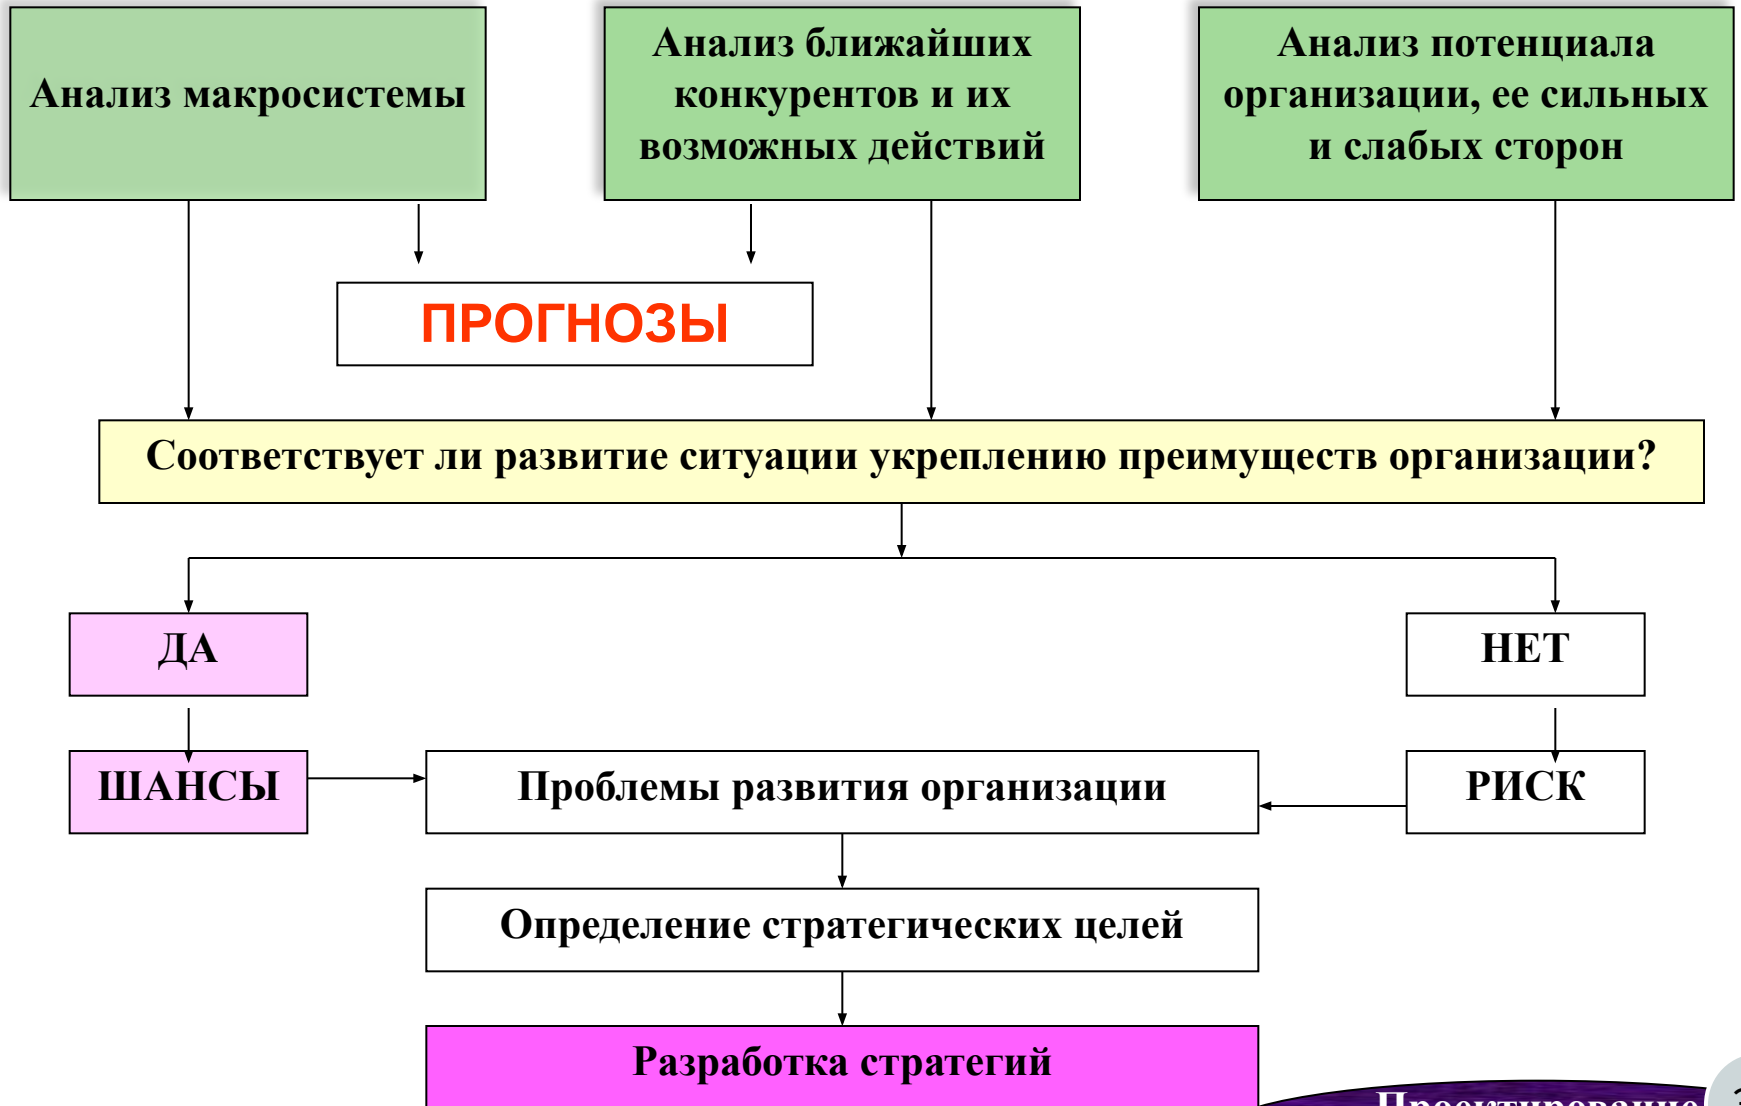 Анализ макросистемы
Анализ ближайших
конкурентов и их
возможных действий
Анализ потенциала
организации, ее сильных
и слабых сторон
ПРОГНОЗЫ
Соответствует ли развитие ситуации укреплению преимуществ организации?
ДА
НЕТ
ШАНСЫ
Проблемы развития организации
РИСК
Определение стратегических целей
Разработка стратегий
Проектирование